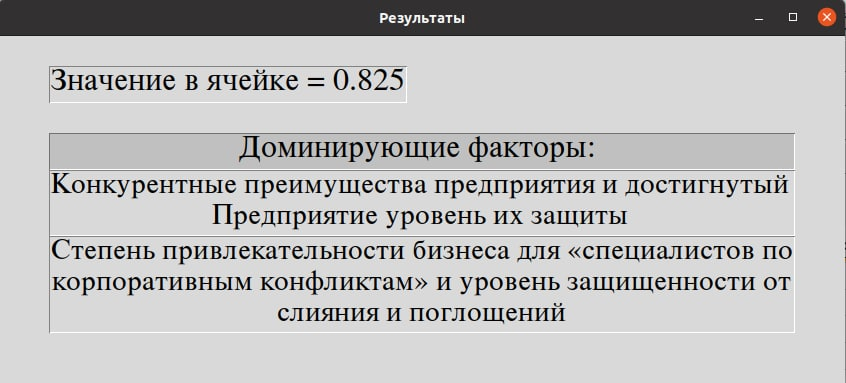 Результаты
Значение в ячейке = 0.825
Доминирующие факторы:
Конкурентные преимущества предприятия и достигнутый
Предприятие уровень их защиты
Степень привлекательности бизнеса для «специалистов по
корпоративным конфликтам» и уровень защищенности от
слияния и поглощений